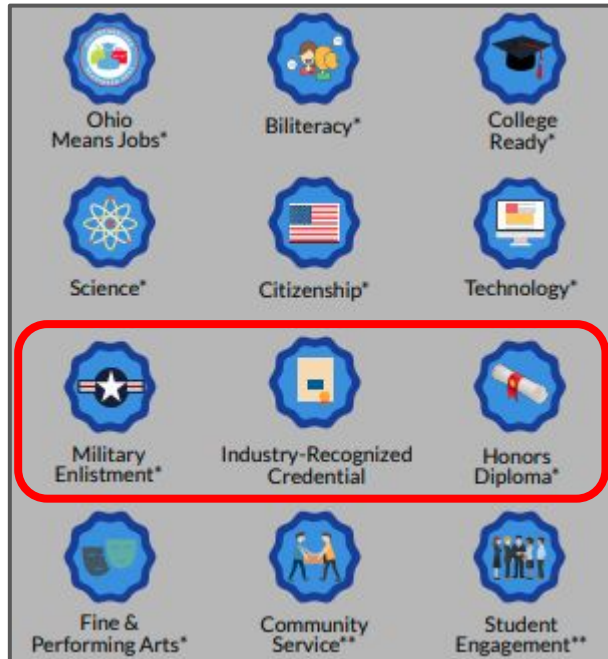 Ohio
Means Jobs*
Biliteracy*
College
Ready*
Science*
Citizenship*
Technology*
Military
Enlistment*
Industry-Recognized
Credential
Honors
Diploma*
Fine &
Performing Arts*
Community
Service**
Student
Engagement**